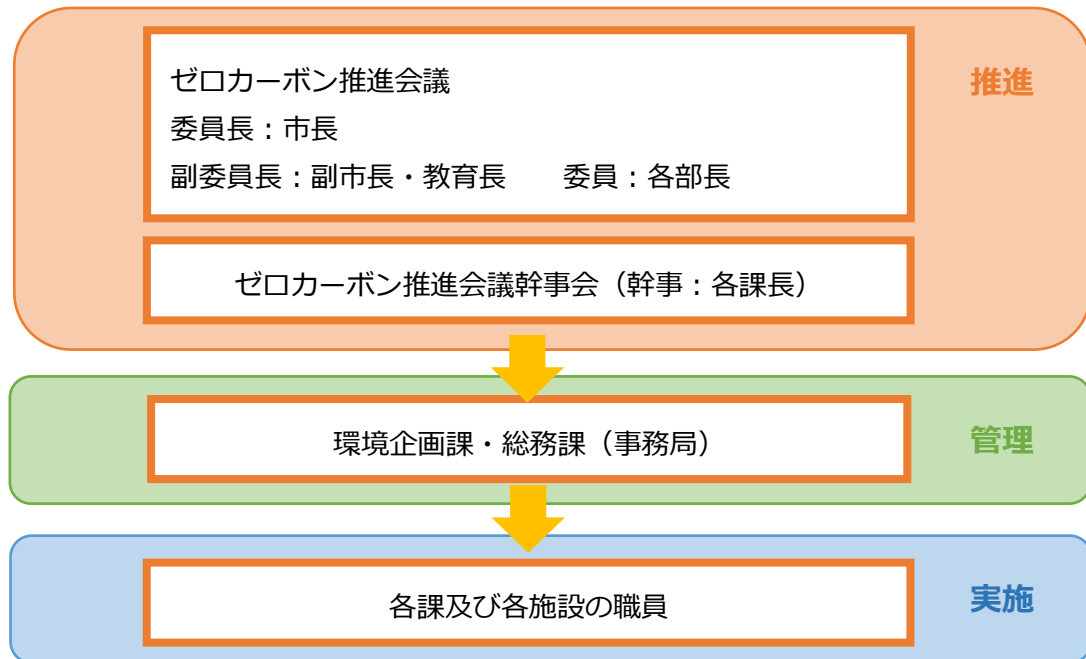 ゼロカーボン推進会議
推進
委員長：市長
副委員長：副市長・教育長　　委員：各部長
ゼロカーボン推進会議幹事会（幹事：各課長）
環境企画課・総務課（事務局）
管理
各課及び各施設の職員
実施